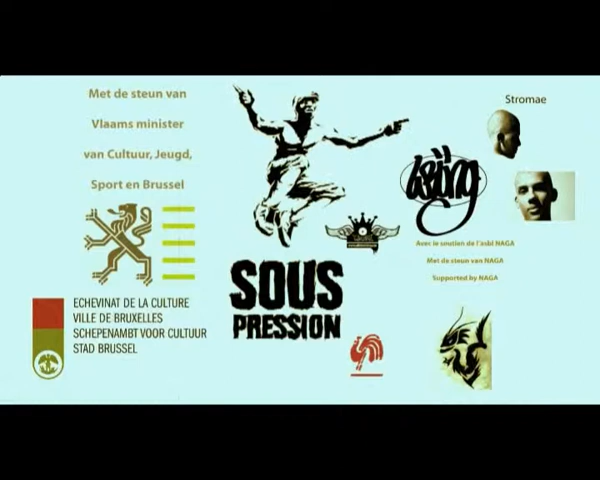 Met de steun van
Vlaams minister
van Cultuur, Jeugd,
Sport en Brussel
ECHEVINAT DE LA CULTURE
VILLE DE BRUXELLES
SCHEPENAMBT VOOR CULTUUR
STAD BRUSSEL
SOUS
PRESSION
Stromae
Avec le soutien de l'asbl NAGA
Met de steun van NAGA
Supported by NAGA